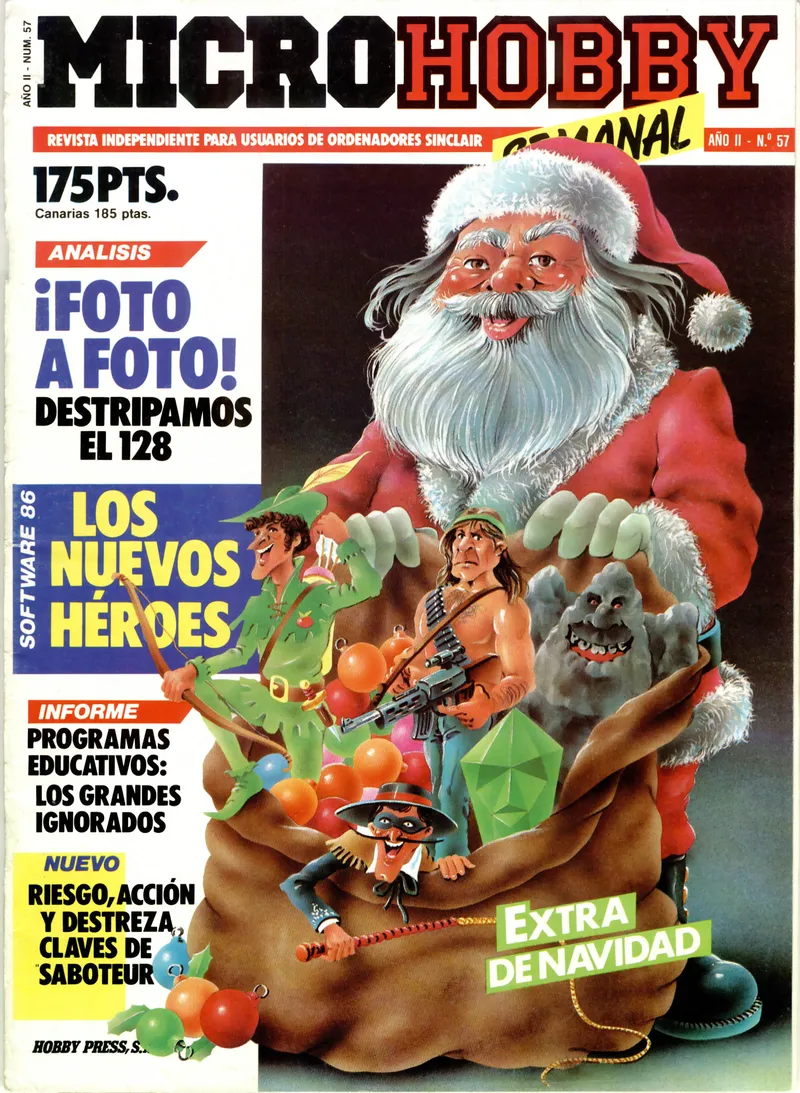 AÑO II - NUM. 57
MICROHOBBY
SEMANAL
REVISTA INDEPENDIENTE PARA USUARIOS DE ORDENADORES SINCLAIR
AÑO II - N.º 57
175 PTS.
Canarias 185 ptas.
ANALISIS
¡FOTO
A FOTO!
DESTRIPAMOS
EL 128
SOFTWARE 86
LOS
NUEVOS
HÉROES
INFORME
PROGRAMAS
EDUCATIVOS:
LOS GRANDES
IGNORADOS
NUEVO
RIESGO, ACCIÓN
Y DESTREZA
CLAVES DE
"SABOTEUR
EXTRA
DE NAVIDAD
HOBBY PRESS, S.